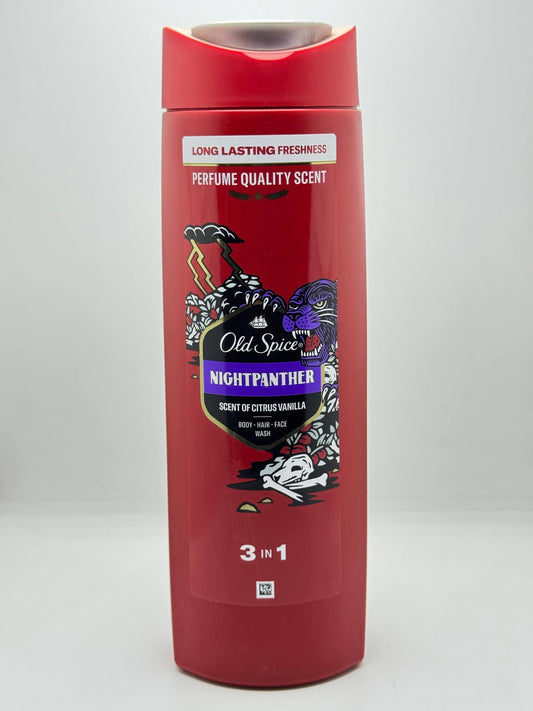 LONG LASTING FRESHNESS
PERFUME QUALITY SCENT
Old Spice®
NIGHTPANTHER
SCENT OF CITRUS VANILLA
BODY - HAIR - FACE
WASH
3 IN 1